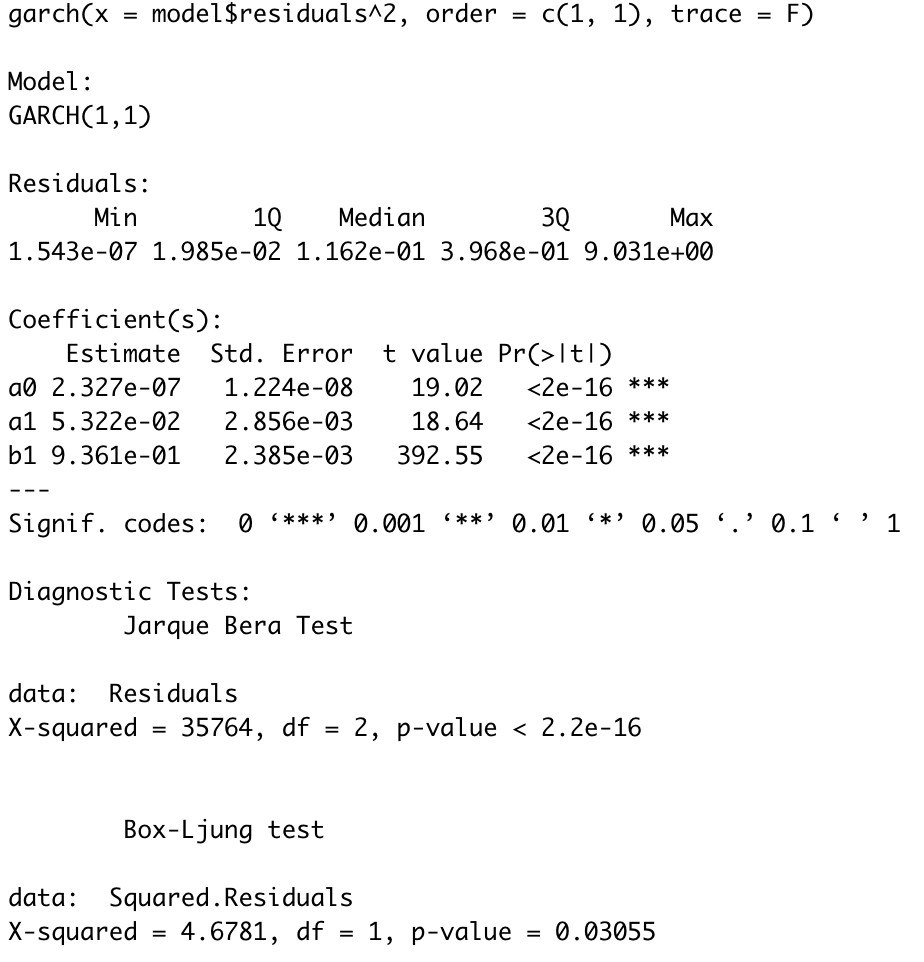 garch(x = model$residuals^2, order = c(1, 1), trace = F)
Model:
GARCH(1,1)
Residuals:
Min 1Q Median 3Q Max
1.543e-07 1.985e-02 1.162e-01 3.968e-01 9.031e+00
Coefficient(s):
Estimate Std. Error t value Pr(>|t|)
a0 2.327e-07 1.224e-08 19.02 <2e-16 ***
a1 5.322e-02 2.856e-03 18.64 <2e-16 ***
b1 9.361e-01 2.385e-03 392.55 <2e-16 ***
---
Signif. codes: 0 ‘***’ 0.001 ‘**’ 0.01 ‘*’ 0.05 ‘.’ 0.1 ‘ ’ 1
Diagnostic Tests:
Jarque Bera Test
data: Residuals
X-squared = 35764, df = 2, p-value < 2.2e-16
Box-Ljung test
data: Squared.Residuals
X-squared = 4.6781, df = 1, p-value = 0.03055